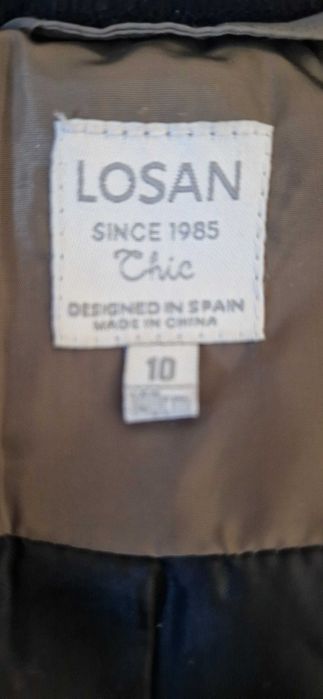 LOSAN
SINCE 1985
Chic
DESIGNED IN SPAIN
MADE IN CHINA
10